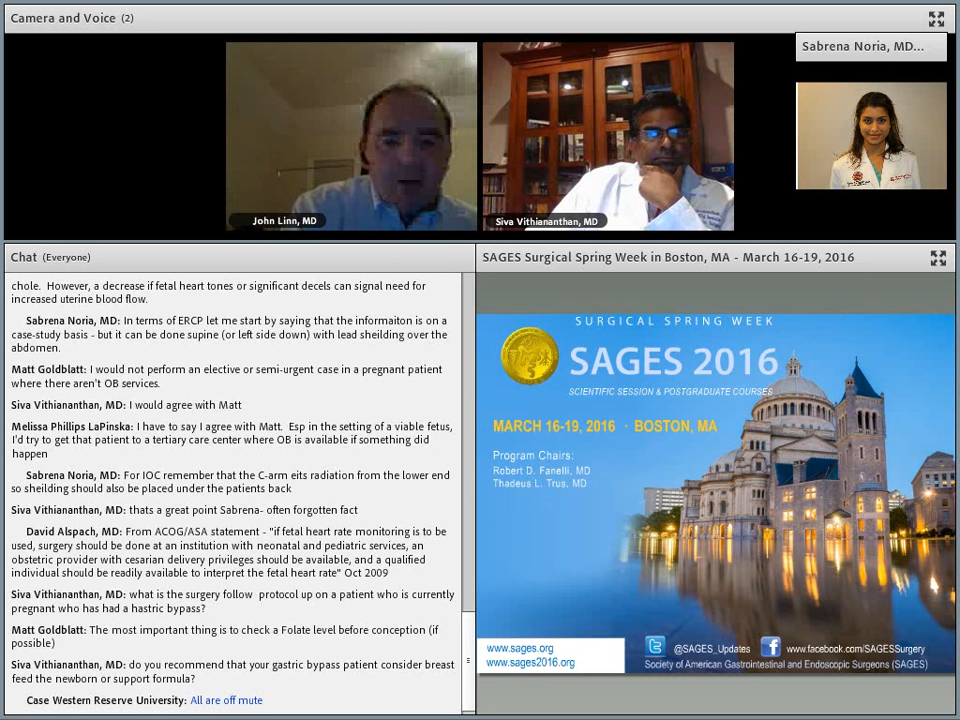 Camera and Voice (2)
Sabrena Noria, MD...
John Linn, MD
Siva Vithiananthan, MD
Chat (Everyone)
chole. However, a decrease if fetal heart tones or significant decels can signal need for
increased uterine blood flow.
Sabrena Noria, MD: In terms of ERCP let me start by saying that the informaiton is on a
case-study basis - but it can be done supine (or left side down) with lead sheilding over the
abdomen.
Matt Goldblatt: I would not perform an elective or semi-urgent case in a pregnant patient
where there aren't OB services.
Siva Vithiananthan, MD: I would agree with Matt
Melissa Phillips LaPinska: I have to say I agree with Matt. Esp in the setting of a viable fetus,
I'd try to get that patient to a tertiary care center where OB is available if something did
happen
Sabrena Noria, MD: For IOC remember that the C-arm eits radiation from the lower end
so sheilding should also be placed under the patients back
Siva Vithiananthan, MD: thats a great point Sabrena- often forgotten fact
David Alspach, MD: From ACOG/ASA statement - "if fetal heart rate monitoring is to be
used, surgery should be done at an institution with neonatal and pediatric services, an
obstetric provider with cesarian delivery privileges should be available, and a qualified
individual should be readily available to interpret the fetal heart rate" Oct 2009
Siva Vithiananthan, MD: what is the surgery follow protocol up on a patient who is currently
pregnant who has had a hastric bypass?
Matt Goldblatt: The most important thing is to check a Folate level before conception (if
possible)
Siva Vithiananthan, MD: do you recommend that your gastric bypass patient consider breast
feed the newborn or support formula?
Case Western Reserve University: All are off mute
SAGES Surgical Spring Week in Boston, MA - March 16-19, 2016
SURGICAL SPRING WEEK
SAGES 2016
SCIENTIFIC SESSION & POSTGRADUATE COURSES
MARCH 16-19, 2016 · BOSTON, MA
Program Chairs:
Robert D. Fanelli, MD
Thadeus L. Trus, MD
www.sages.org
www.sages2016.org
@SAGES_Updates
www.facebook.com/SAGESSurgery
Society of American Gastrointestinal and Endoscopic Surgeons (SAGES)